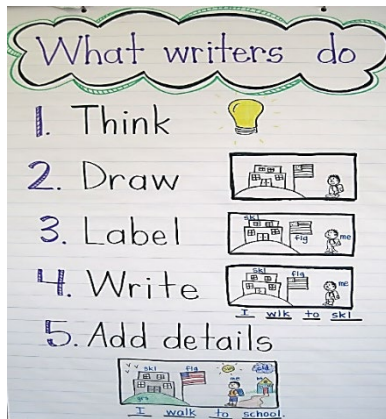 What writers do
1. Think
2. Draw
3. Label
skl
flg
me
4. Write
skl
flg
me
I wlk to skl
5. Add details
skl
flg
grs
I walk to school.